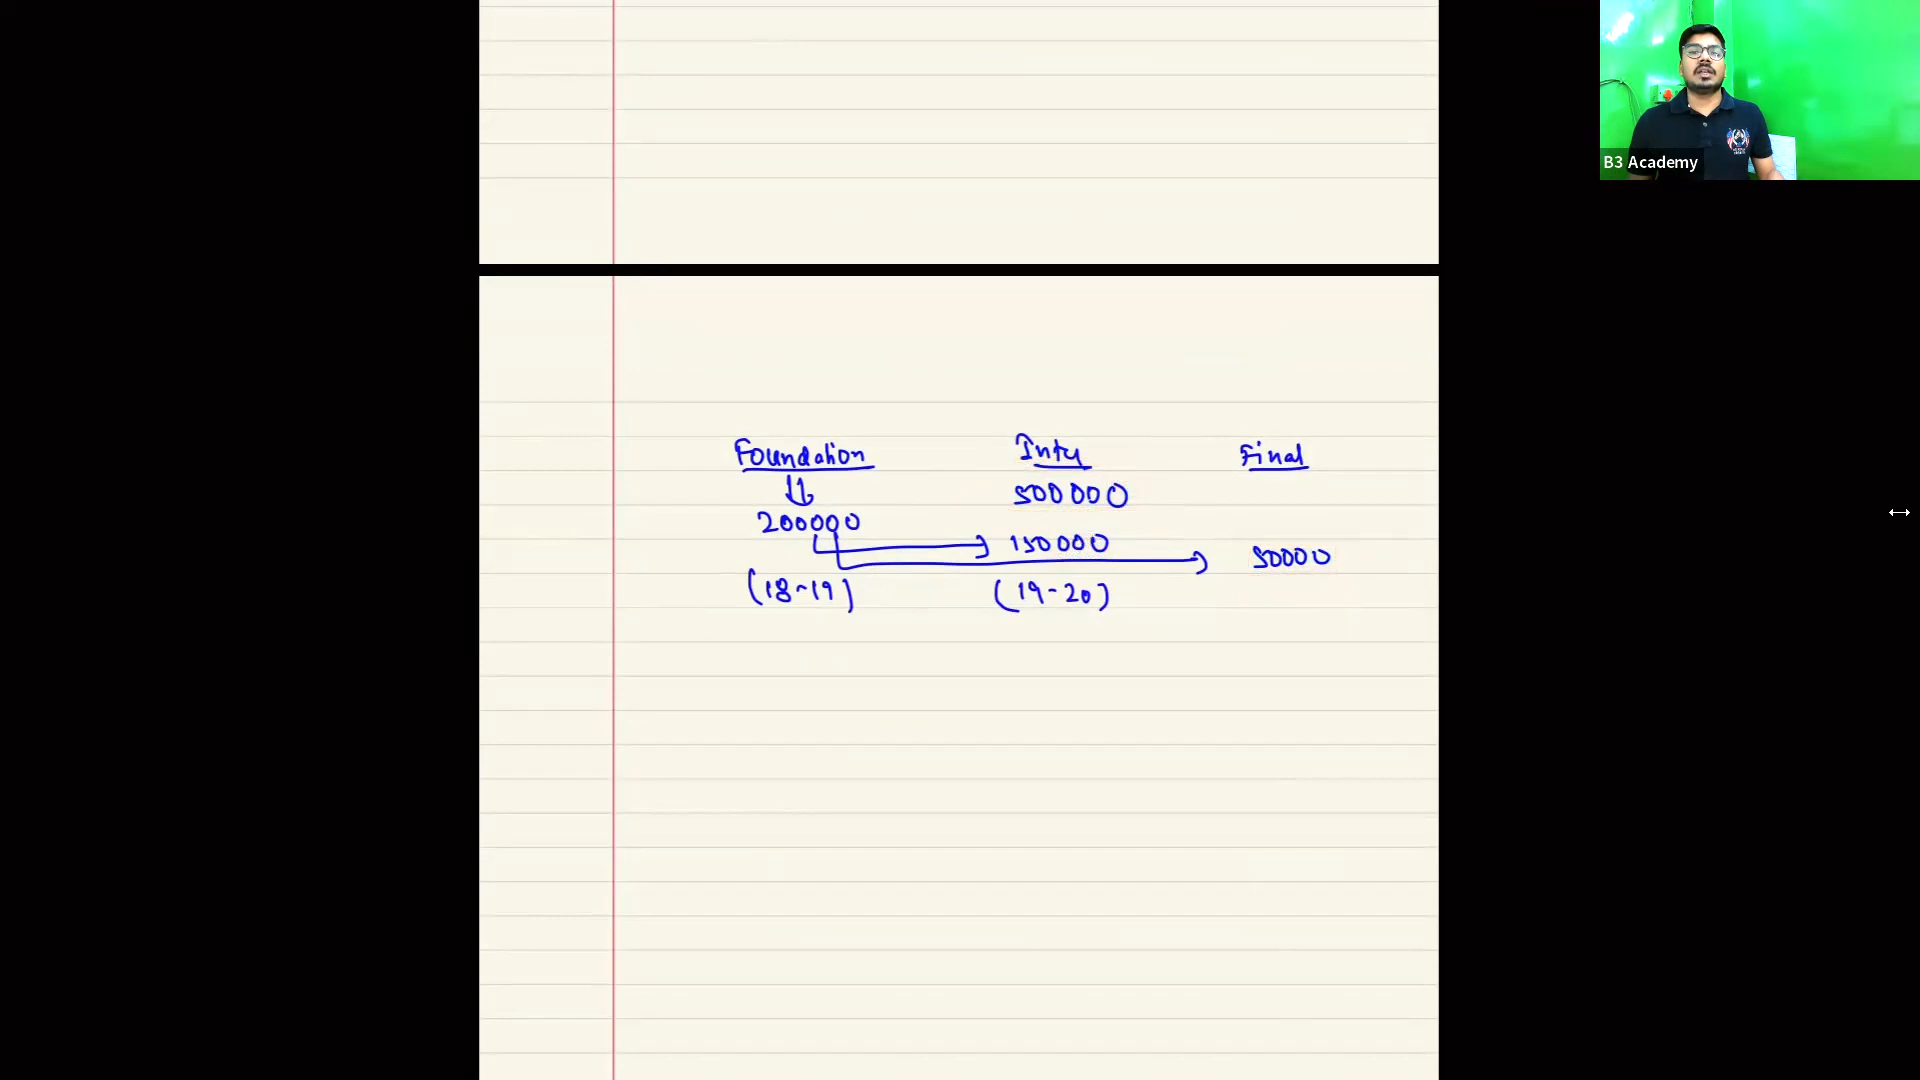 B3 Academy
Foundation Inty Final
500000
200000
150000 50000
(18-19) (19-20)